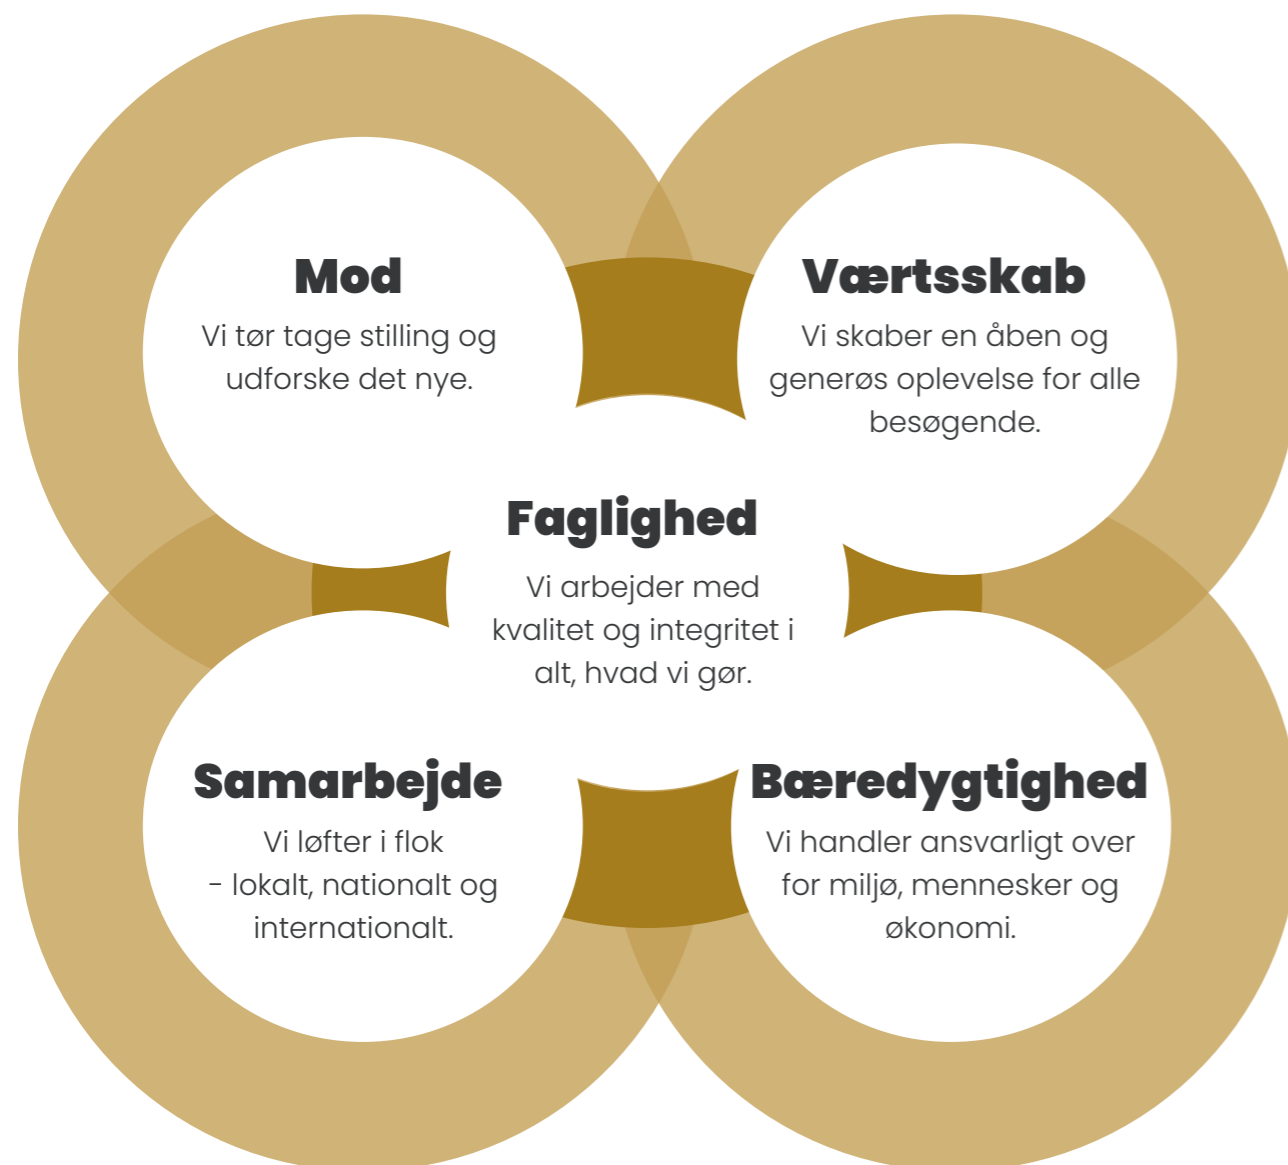 Mod
Vi tør tage stilling og
udforske det nye.
Værtsskab
Vi skaber en åben og
generøs oplevelse for alle
besøgende.
Faglighed
Vi arbejder med
kvalitet og integritet i
alt, hvad vi gør.
Samarbejde
Vi løfter i flok
- lokalt, nationalt og
internationalt.
Bæredygtighed
Vi handler ansvarligt over
for miljø, mennesker og
økonomi.